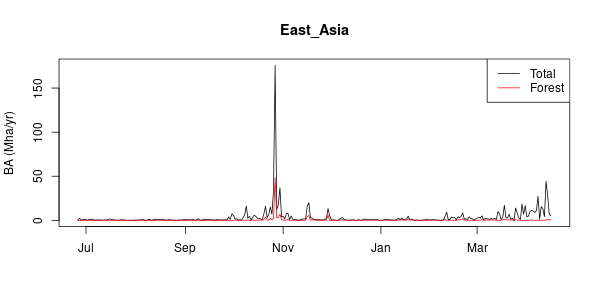 East_Asia
BA (Mha/yr)
150
100
50
0
Total
Forest
Jul Sep Nov Jan Mar